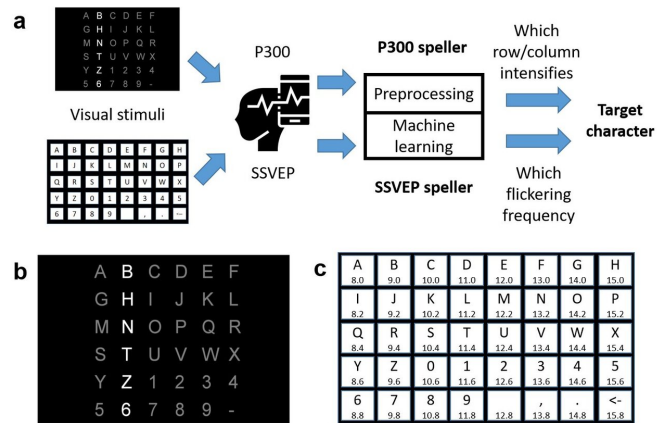 a
A B C D E F
G H I J K L
M N O P Q R
S T U V W X
Y Z 1 2 3 4
5 6 7 8 9 -
Visual stimuli
A B C D E F G H
I J K L M N O P
Q R S T U V W X
Y Z 0 1 2 3 4 5
6 7 8 9 , . <-
P300
SSVEP
P300 speller
Preprocessing
Machine
learning
SSVEP speller
Which
row/column
intensifies
Which
flickering
frequency
Target
character
b
A B C D E F
G H I J K L
M N O P Q R
S T U V W X
Y Z 1 2 3 4
5 6 7 8 9 -
c
A B C D E F G H
8.0 9.0 10.0 11.0 12.0 13.0 14.0 15.0
I J K L M N O P
8.2 9.2 10.2 11.2 12.2 13.2 14.2 15.2
Q R S T U V W X
8.4 9.4 10.4 11.4 12.4 13.4 14.4 15.4
Y Z 0 1 2 3 4 5
8.6 9.6 10.6 11.6 12.6 13.6 14.6 15.6
6 7 8 9 , . <-
8.8 9.8 10.8 11.8 12.8 13.8 14.8 15.8